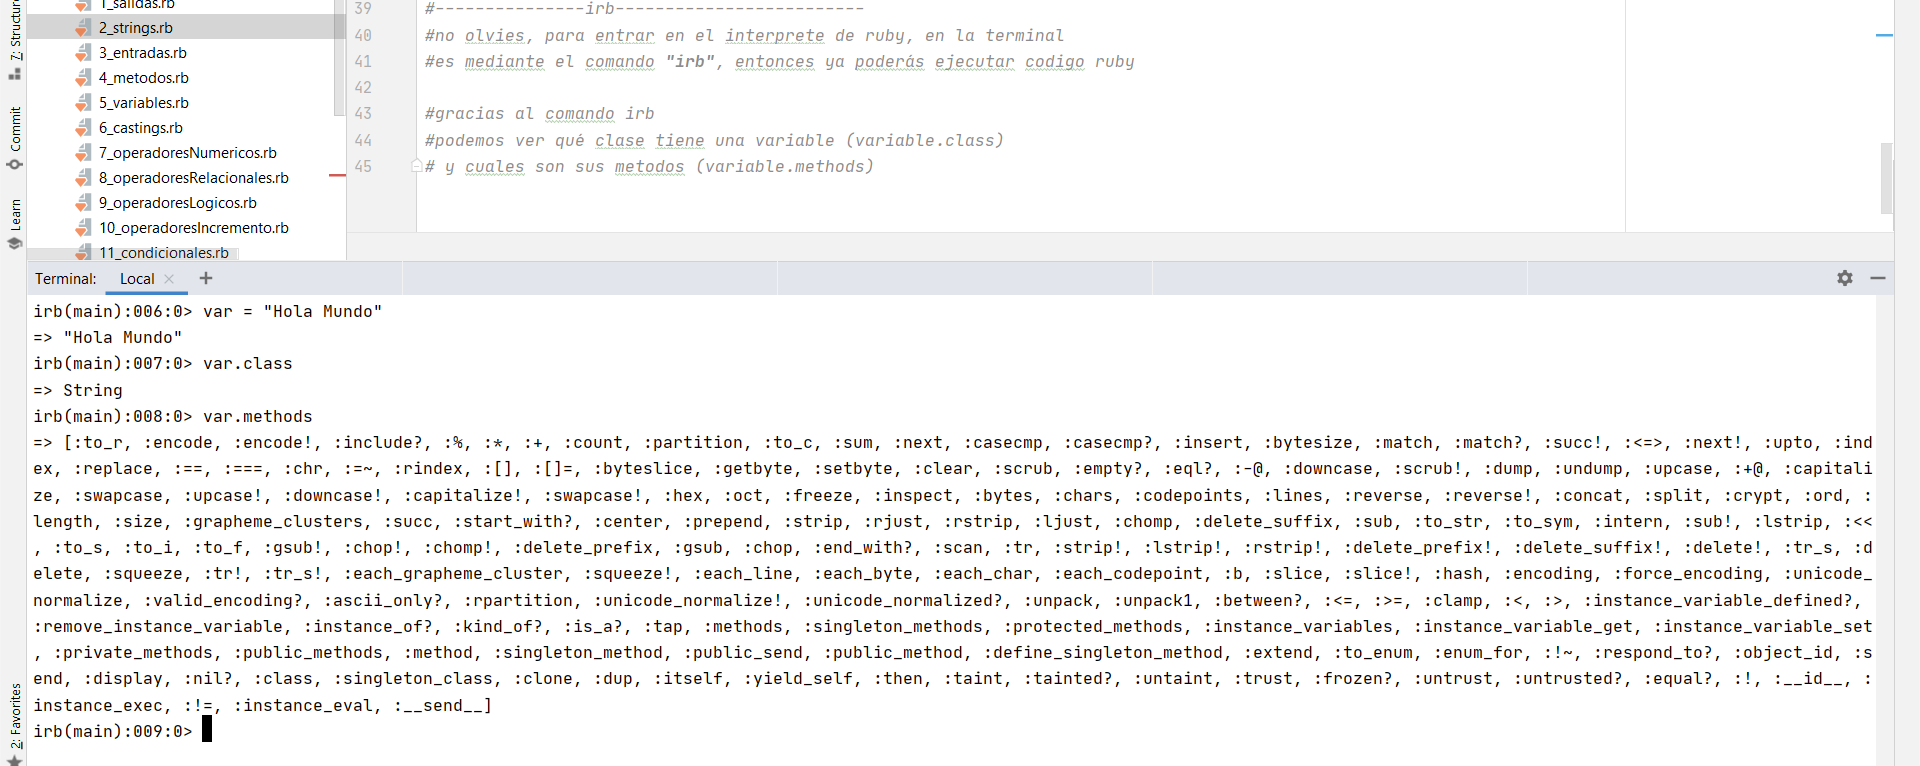 1_salidas.rb
2_strings.rb
3_entradas.rb
4_metodos.rb
5_variables.rb
6_castings.rb
7_operadoresNumericos.rb
8_operadoresRelacionales.rb
9_operadoresLogicos.rb
10_operadoresIncremento.rb
11_condicionales.rb
7: Structure
Commit
Learn
2: Favorites
39 #---------------irb-------------------------
40 #no olvies, para entrar en el interprete de ruby, en la terminal
41 #es mediante el comando "irb", entonces ya poderás ejecutar codigo ruby
42
43 #gracias al comando irb
44 #podemos ver qué clase tiene una variable (variable.class)
45 # y cuales son sus metodos (variable.methods)
Terminal: Local × +
irb(main):006:0> var = "Hola Mundo"
=> "Hola Mundo"
irb(main):007:0> var.class
=> String
irb(main):008:0> var.methods
=> [:to_r, :encode, :encode!, :include?, :%, :*, :+, :count, :partition, :to_c, :sum, :next, :casecmp, :casecmp?, :insert, :bytesize, :match, :match?, :succ!, :<=>, :next!, :upto, :ind
ex, :replace, :==, :===, :chr, :=~, :rindex, :[], :[]=, :byteslice, :getbyte, :setbyte, :clear, :scrub, :empty?, :eql?, :-@, :downcase, :scrub!, :dump, :undump, :upcase, :+@, :capitali
ze, :swapcase, :upcase!, :downcase!, :capitalize!, :swapcase!, :hex, :oct, :freeze, :inspect, :bytes, :chars, :codepoints, :lines, :reverse, :reverse!, :concat, :split, :crypt, :ord, :
length, :size, :grapheme_clusters, :succ, :start_with?, :center, :prepend, :strip, :rjust, :rstrip, :ljust, :chomp, :delete_suffix, :sub, :to_str, :to_sym, :intern, :sub!, :lstrip, :<<
, :to_s, :to_i, :to_f, :gsub!, :chop!, :chomp!, :delete_prefix, :gsub, :chop, :end_with?, :scan, :tr, :strip!, :lstrip!, :rstrip!, :delete_prefix!, :delete_suffix!, :delete!, :tr_s, :d
elete, :squeeze, :tr!, :tr_s!, :each_grapheme_cluster, :squeeze!, :each_line, :each_byte, :each_char, :each_codepoint, :b, :slice, :slice!, :hash, :encoding, :force_encoding, :unicode_
normalize, :valid_encoding?, :ascii_only?, :rpartition, :unicode_normalize!, :unicode_normalized?, :unpack, :unpack1, :between?, :<=, :>=, :clamp, :<, :>, :instance_variable_defined?,
:remove_instance_variable, :instance_of?, :kind_of?, :is_a?, :tap, :methods, :singleton_methods, :protected_methods, :instance_variables, :instance_variable_get, :instance_variable_set
, :private_methods, :public_methods, :method, :singleton_method, :public_send, :public_method, :define_singleton_method, :extend, :to_enum, :enum_for, :!~, :respond_to?, :object_id, :s
end, :display, :nil?, :class, :singleton_class, :clone, :dup, :itself, :yield_self, :then, :taint, :tainted?, :untaint, :trust, :frozen?, :untrust, :untrusted?, :equal?, :!, :__id__, :
instance_exec, :!=, :instance_eval, :__send__]
irb(main):009:0>